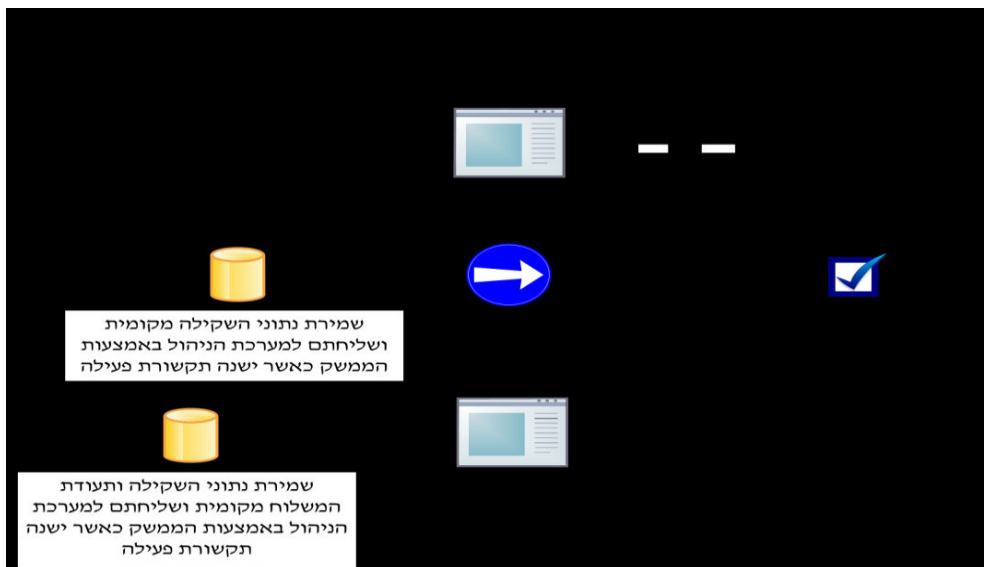 שמירת נתוני השקילה מקומית
ושליחתם למערכת הניהול באמצעות
הממשק כאשר ישנה תקשורת פעילה
שמירת נתוני השקילה ותעודת
המשלוח מקומית ושליחתם למערכת
הניהול באמצעות הממשק כאשר ישנה
תקשורת פעילה